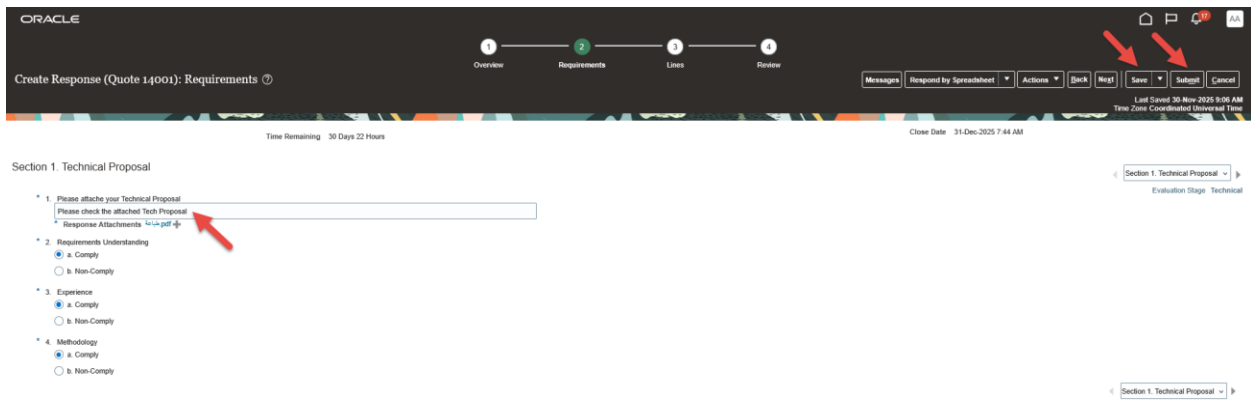 ORACLE
17
AA
1
2
3
4
Overview
Requirements
Lines
Review
Create Response (Quote 14001): Requirements
Messages
Respond by Spreadsheet
Actions
Back
Next
Save
Submit
Cancel
Last Saved 30-Nov-2025 9:06 AM
Time Zone Coordinated Universal Time
Time Remaining 30 Days 22 Hours
Close Date 31-Dec-2025 7:44 AM
Section 1. Technical Proposal
Section 1. Technical Proposal
Evaluation Stage Technical
* 1. Please attache your Technical Proposal
Please check the attached Tech Proposal
* Response Attachments طباعة.pdf
* 2. Requirements Understanding
a. Comply
b. Non-Comply
* 3. Experience
a. Comply
b. Non-Comply
* 4. Methodology
a. Comply
b. Non-Comply
Section 1. Technical Proposal